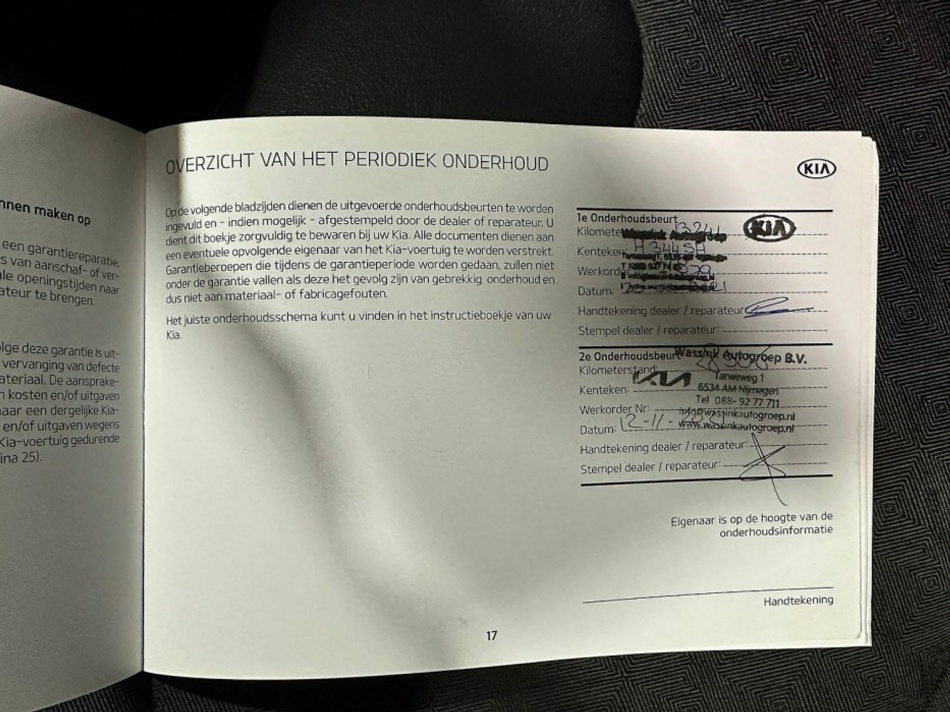 nnen maken op
een garantiereparatie,
s van aanschaf- of ver-
le openingstijden naar
ateur te brengen.
lge deze garantie is uit-
vervanging van defecte
ateriaal. De aansprake-
n kosten en/of uitgaven
aar een dergelijke Kia-
en/of uitgaven wegens
Kia-voertuig gedurende
ina 25).
OVERZICHT VAN HET PERIODIEK ONDERHOUD
KIA
Op de volgende bladzijden dienen de uitgevoerde onderhoudsbeurten te worden
ingevuld en - indien mogelijk - afgestempeld door de dealer of reparateur. U
dient dit boekje zorgvuldig te bewaren bij uw Kia. Alle documenten dienen aan
een eventuele opvolgende eigenaar van het Kia-voertuig te worden verstrekt.
Garantieberoepen die tijdens de garantieperiode worden gedaan, zullen niet
onder de garantie vallen als deze het gevolg zijn van gebrekkig onderhoud en
dus niet aan materiaal- of fabricagefouten.
Het juiste onderhoudsschema kunt u vinden in het instructieboekje van uw
Kia.
1e Onderhoudsbeurt
KIA
Wassink Autogroep
Kenteken
Datum:
Handtekening dealer / reparateur
Stempel dealer / reparateur:
2e Onderhoudsbeurt Wassink Autogroep B.V.
Kilometerstand:
KIA Tarweweg 1
Kenteken: 6534 AM Nijmegen
Tel 088- 92 77 711
Werkorder Nr: info@wassinkautogroep.nl
Datum: 12-11- www.wassinkautogroep.nl
Handtekening dealer / reparateur:
Stempel dealer / reparateur:
Eigenaar is op de hoogte van de
onderhoudsinformatie
Handtekening
17